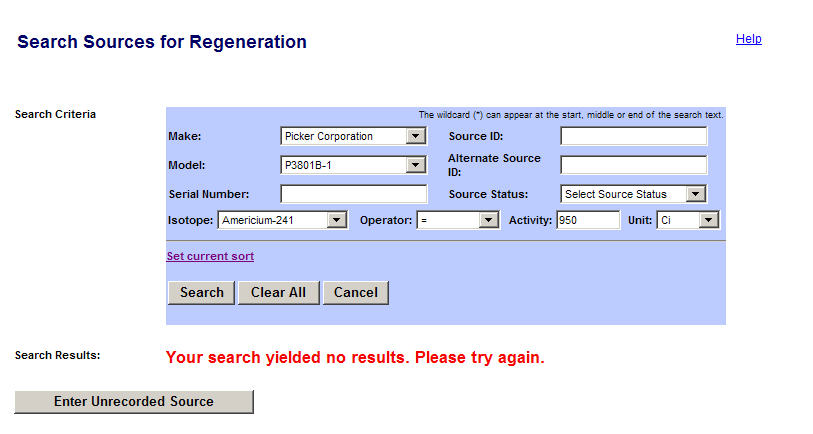 Search Sources for Regeneration
Help
Search Criteria
The wildcard (*) can appear at the start, middle or end of the search text.
Make: Picker Corporation Source ID:
Model: P3801B-1 Alternate Source ID:
Serial Number: Source Status: Select Source Status
Isotope: Americium-241 Operator: = Activity: 950 Unit: Ci
Set current sort
Search Clear All Cancel
Search Results: Your search yielded no results. Please try again.
Enter Unrecorded Source